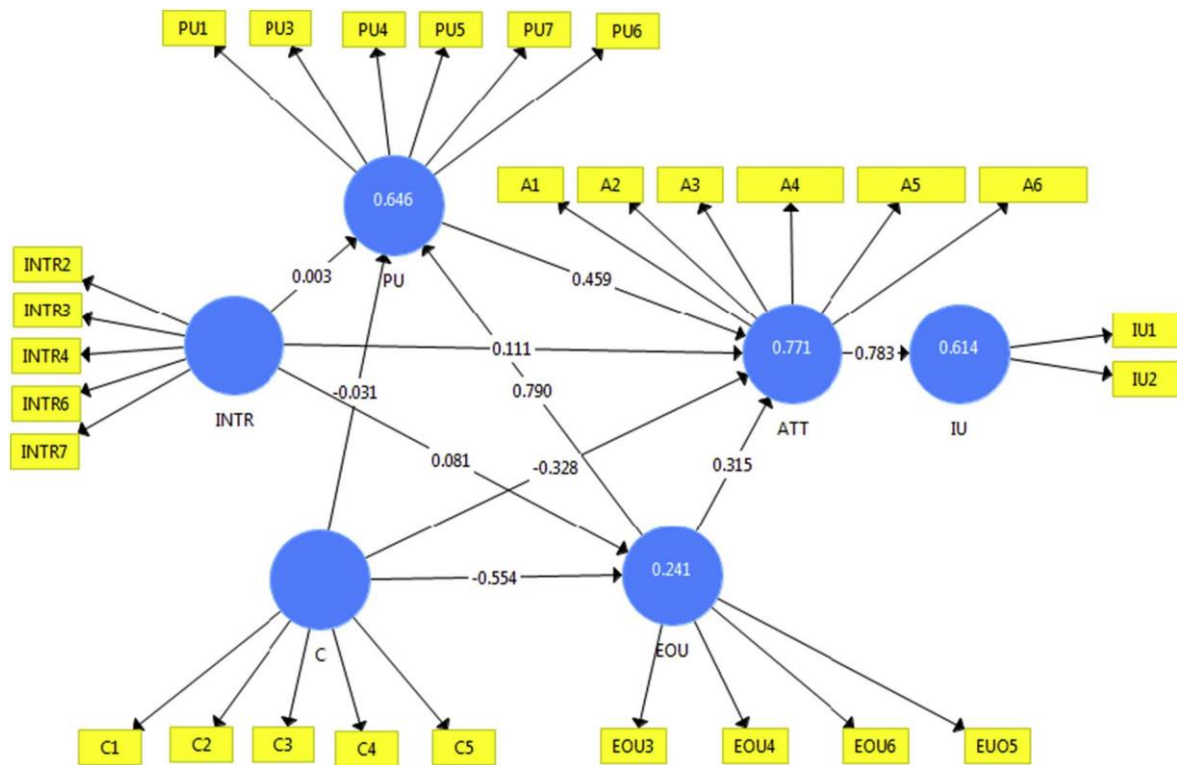 PU1 PU3 PU4 PU5 PU7 PU6
A1 A2 A3 A4 A5 A6
0.646
PU
INTR2
INTR3
INTR4
INTR6
INTR7
0.003
0.459
INTR
0.111
0.771
0.783
0.614
IU1
IU2
ATT
IU
-0.031
0.790
0.081
-0.328
0.315
-0.554
0.241
C
EOU
C1 C2 C3 C4 C5
EOU3 EOU4 EOU6 EUO5